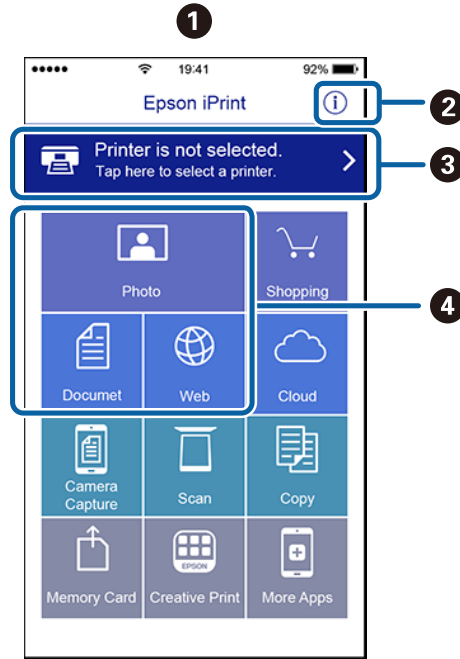 1
19:41
92%
Epson iPrint
i
2
Printer is not selected.
Tap here to select a printer.
3
Photo
Shopping
4
Documet
Web
Cloud
Camera
Capture
Scan
Copy
EPSON
Memory Card
Creative Print
More Apps